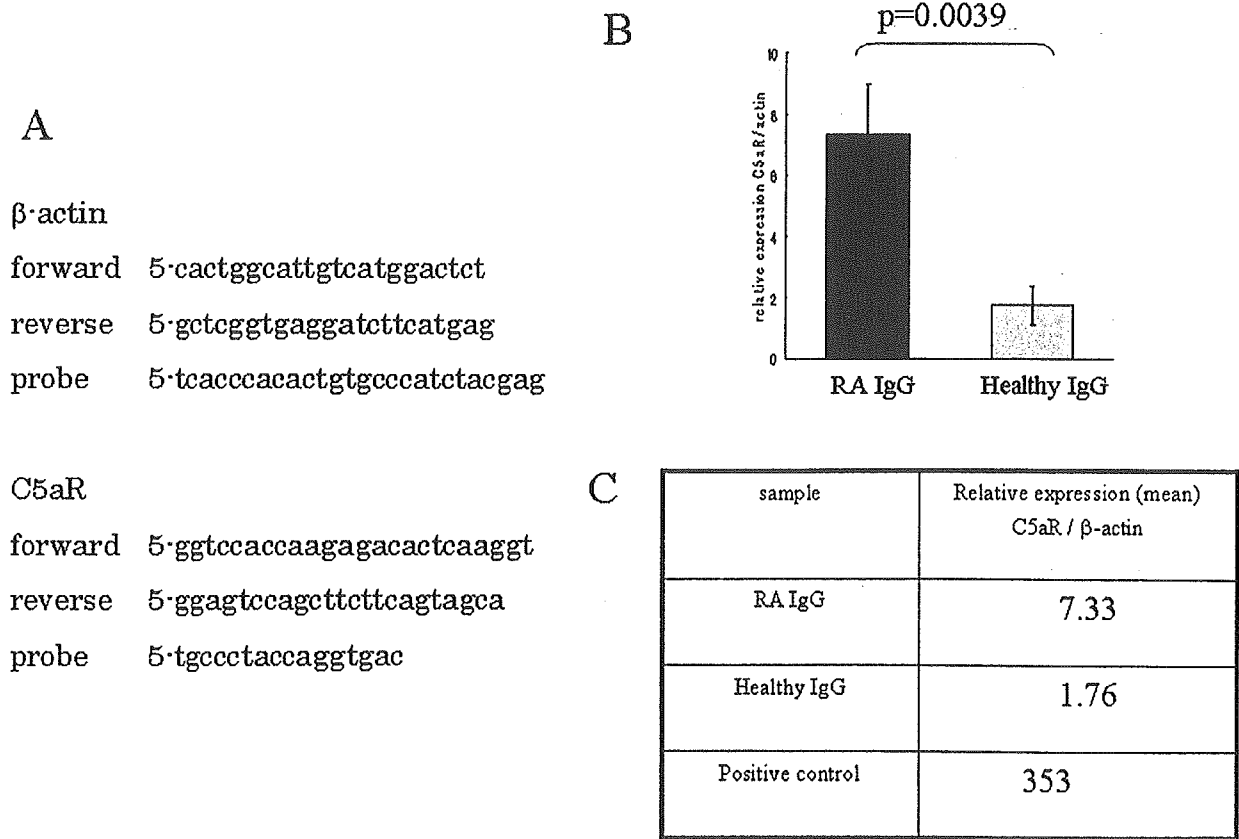 A
β-actin
forward 5-cactggcattgtcatggactct
reverse 5-gctcggtgaggatcttcatgag
probe 5-tcacccacactgtgcccatctacgag
C5aR
forward 5-ggtccaccaagagacactcaaggt
reverse 5-ggagtccagcttcttcagtagca
probe 5-tgccctaccaggtgac
B
p=0.0039
relative expression C5aR/actin
10
8
6
4
2
0
RA IgG Healthy IgG
C
sample Relative expression (mean)
C5aR / β-actin
RA IgG 7.33
Healthy IgG 1.76
Positive control 353